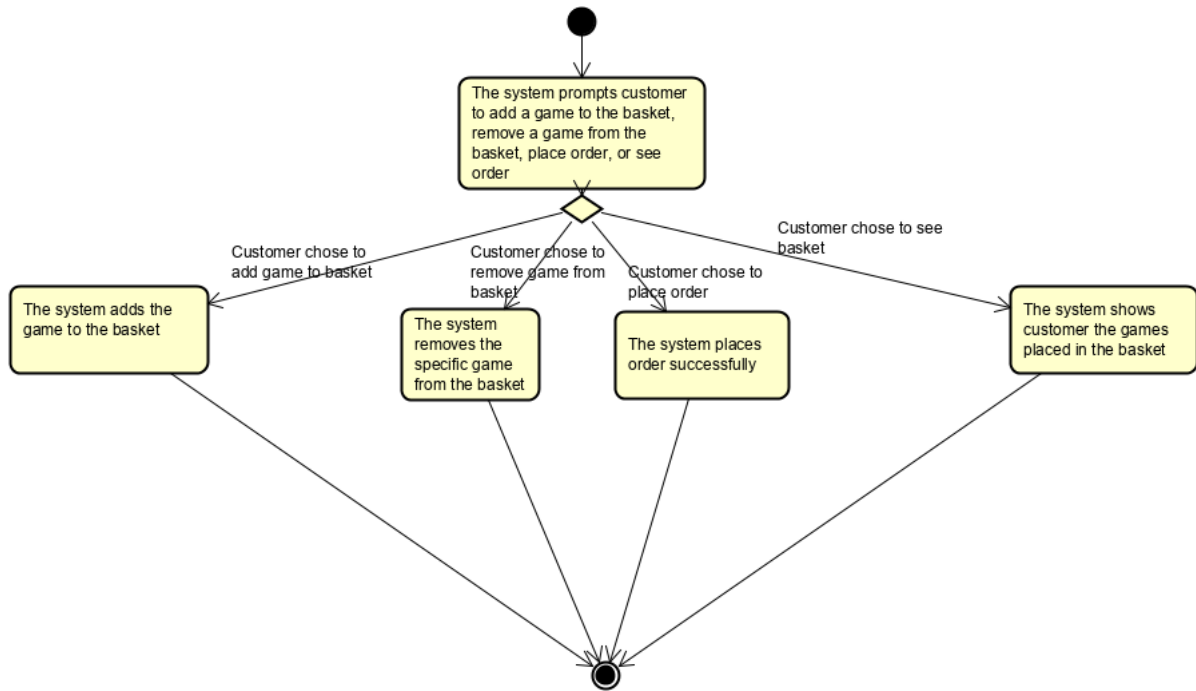 The system prompts customer
to add a game to the basket,
remove a game from the
basket, place order, or see
order
Customer chose to
add game to basket
Customer chose to
remove game from
basket
Customer chose to
place order
Customer chose to see
basket
The system adds the
game to the basket
The system
removes the
specific game
from the basket
The system places
order successfully
The system shows
customer the games
placed in the basket